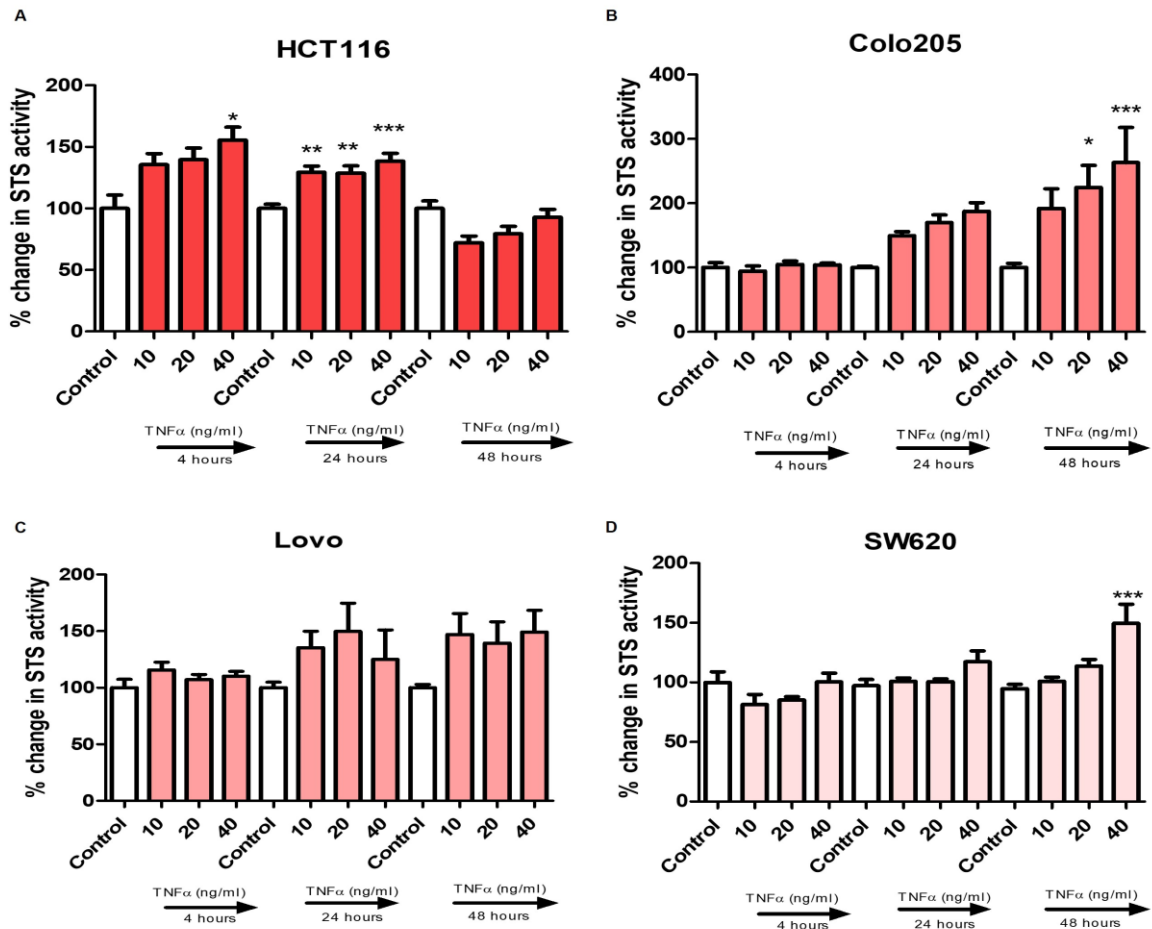 A
HCT116
% change in STS activity
200
150
100
50
0
*
** ** ***
Control 10 20 40 Control 10 20 40 Control 10 20 40
TNFα (ng/ml) TNFα (ng/ml) TNFα (ng/ml)
4 hours 24 hours 48 hours
B
Colo205
% change in STS activity
400
300
200
100
0
* ***
Control 10 20 40 Control 10 20 40 Control 10 20 40
TNFα (ng/ml) TNFα (ng/ml) TNFα (ng/ml)
4 hours 24 hours 48 hours
C
Lovo
% change in STS activity
200
150
100
50
0
Control 10 20 40 Control 10 20 40 Control 10 20 40
TNFα (ng/ml) TNFα (ng/ml) TNFα (ng/ml)
4 hours 24 hours 48 hours
D
SW620
% change in STS activity
200
150
100
50
0
***
Control 10 20 40 Control 10 20 40 Control 10 20 40
TNFα (ng/ml) TNFα (ng/ml) TNFα (ng/ml)
4 hours 24 hours 48 hours